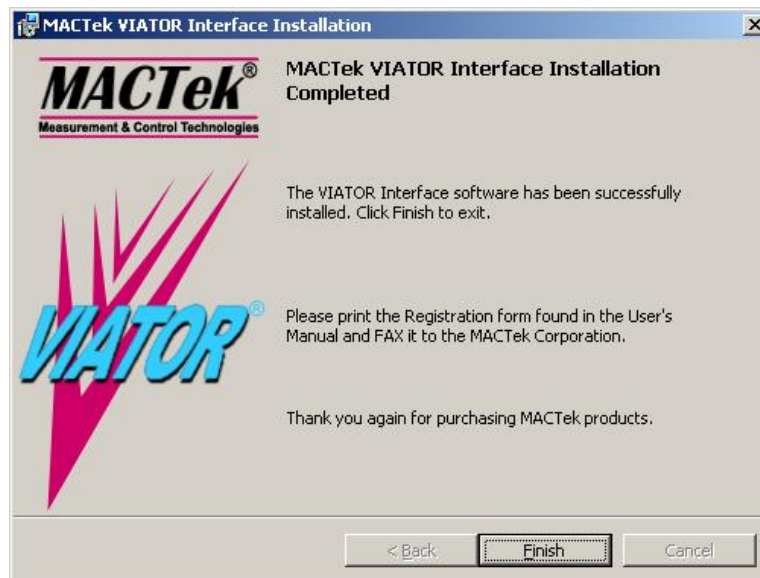 MACTek VIATOR Interface Installation
MACTek®
Measurement & Control Technologies
VIATOR®
MACTek VIATOR Interface Installation
Completed
The VIATOR Interface software has been successfully
installed. Click Finish to exit.
Please print the Registration form found in the User's
Manual and FAX it to the MACTek Corporation.
Thank you again for purchasing MACTek products.
< Back
Finish
Cancel